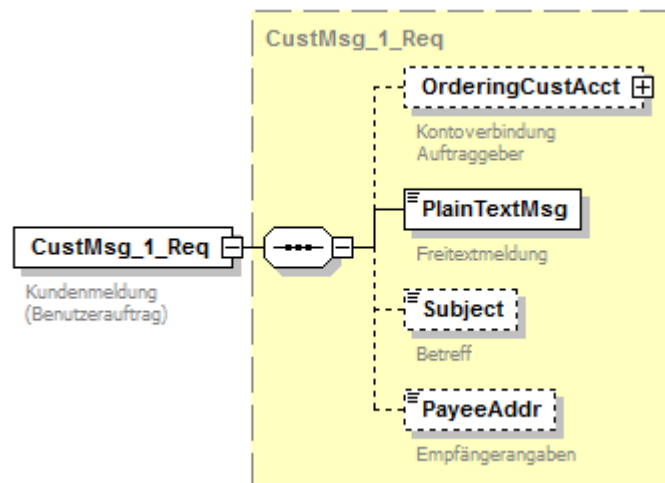 CustMsg_1_Req
OrderingCustAcct
Kontoverbindung
Auftraggeber
PlainTextMsg
Freitextmeldung
CustMsg_1_Req
Kundenmeldung
(Benutzerauftrag)
Subject
Betreff
PayeeAddr
Empfängerangaben